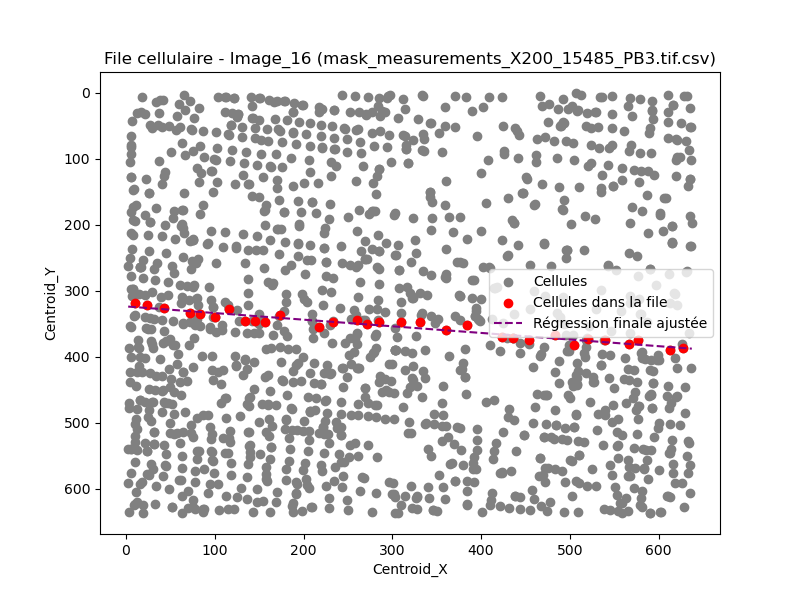 File cellulaire - Image_16 (mask_measurements_X200_15485_PB3.tif.csv)
0
100
200
300
400
500
600
Centroid_Y
Cellules
Cellules dans la file
Régression finale ajustée
0 100 200 300 400 500 600
Centroid_X